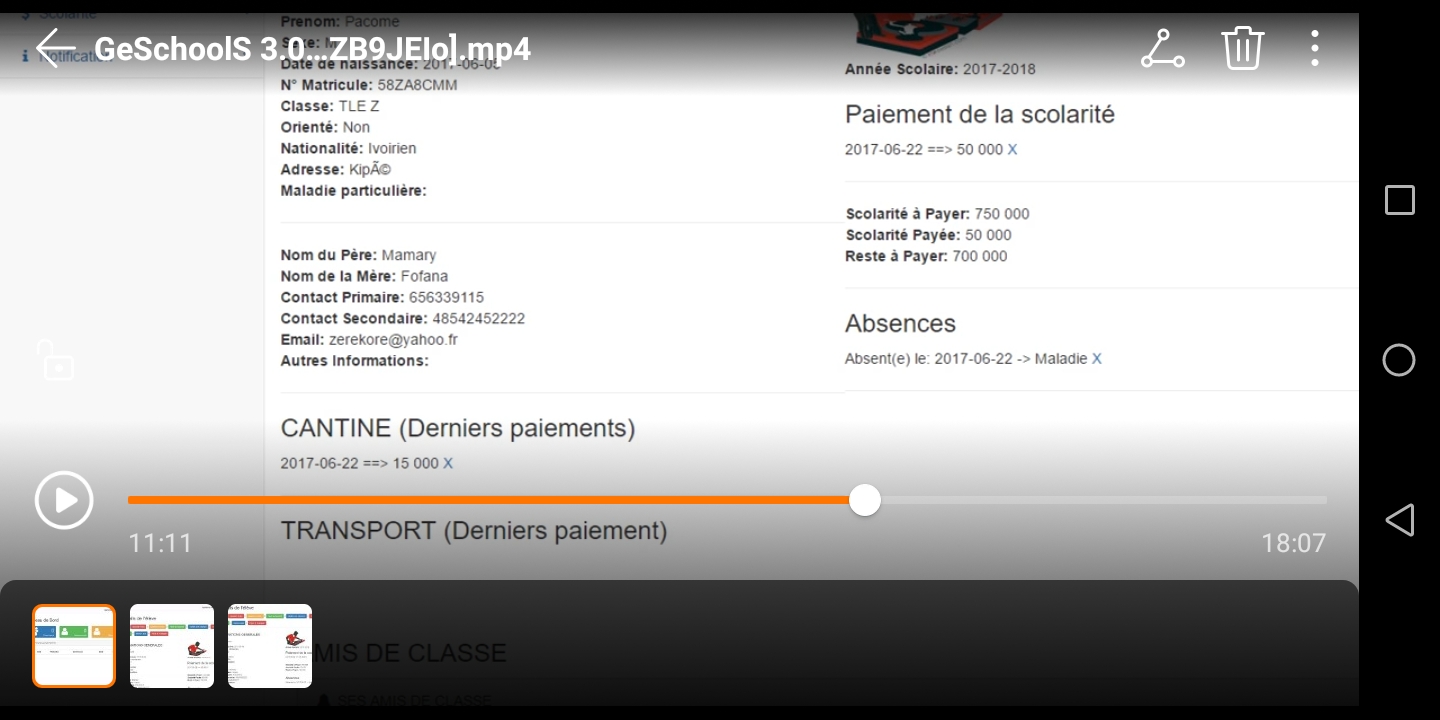 Scolarité
Notificati
GeSchoolS 3.0...ZB9JEIo].mp4
Prenom: Pacome
Sexe: M
Date de naissance: 2017-06-05
N° Matricule: 58ZA8CMM
Classe: TLE Z
Orienté: Non
Nationalité: Ivoirien
Adresse: KipÃ©
Maladie particulière:
Nom du Père: Mamary
Nom de la Mère: Fofana
Contact Primaire: 656339115
Contact Secondaire: 48542452222
Email: zerekore@yahoo.fr
Autres Informations:
CANTINE (Derniers paiements)
2017-06-22 ==> 15 000 X
TRANSPORT (Derniers paiement)
Année Scolaire: 2017-2018
Paiement de la scolarité
2017-06-22 ==> 50 000 X
Scolarité à Payer: 750 000
Scolarité Payée: 50 000
Reste à Payer: 700 000
Absences
Absent(e) le: 2017-06-22 -> Maladie X
11:11
18:07
MIS DE CLASSE
SES AMIS DE CLASSE